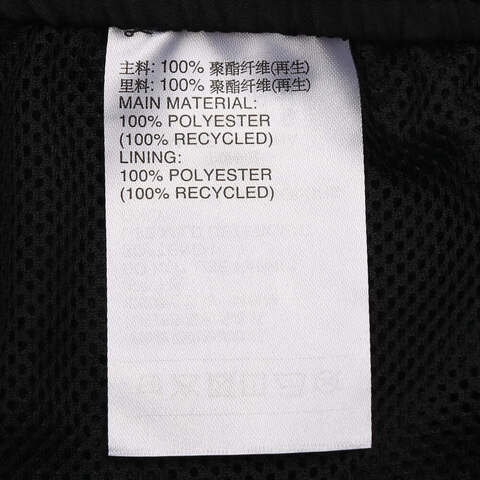 主料: 100% 聚酯纤维(再生)
里料: 100% 聚酯纤维(再生)
MAIN MATERIAL:
100% POLYESTER
(100% RECYCLED)
LINING:
100% POLYESTER
(100% RECYCLED)